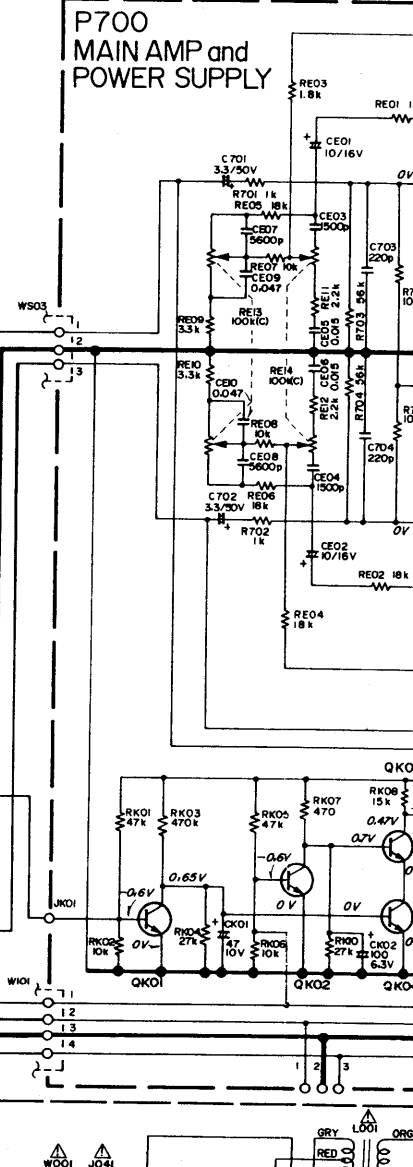 P700
MAIN AMP and
POWER SUPPLY
RE03
1.8k
RE01 1
CE01
10/16V
+
C701
3.3/50V
+
R701 1k
RE05 18k
0V
CE07
5600p
CE03
1500p
RE07 10k
CE09
0.047
C703
220p
RE11
2.2k
R703 56k
RE13
100k(C)
CE05
0.015
WS03
1
2
3
RE09
3.3k
RE10
3.3k
RE14
100k(C)
CE06
0.015
RE12
2.2k
R704 56k
CE10
0.047
RE08
10k
CE08
5600p
C704
220p
CE04
1500p
RE06
18k
C702
3.3/50V
+
R702
1k
0V
CE02
10/16V
+
RE02 18k
RE04
18k
QK0
RK01
47k
RK03
470k
RK05
47k
RK07
470
RK08
15k
0.47V
0.7V
-0.6V
0.65V
-0.6V
0V
0V
JK01
0V
RK02
10k
RK04
27k
+
CK01
47
10V
RK06
10k
RK10
27k
+
CK02
100
6.3V
QK01
QK02
QK0
W101
1
2
3
4
1
2
3
L001
GRY
ORG
RED
W001
J041